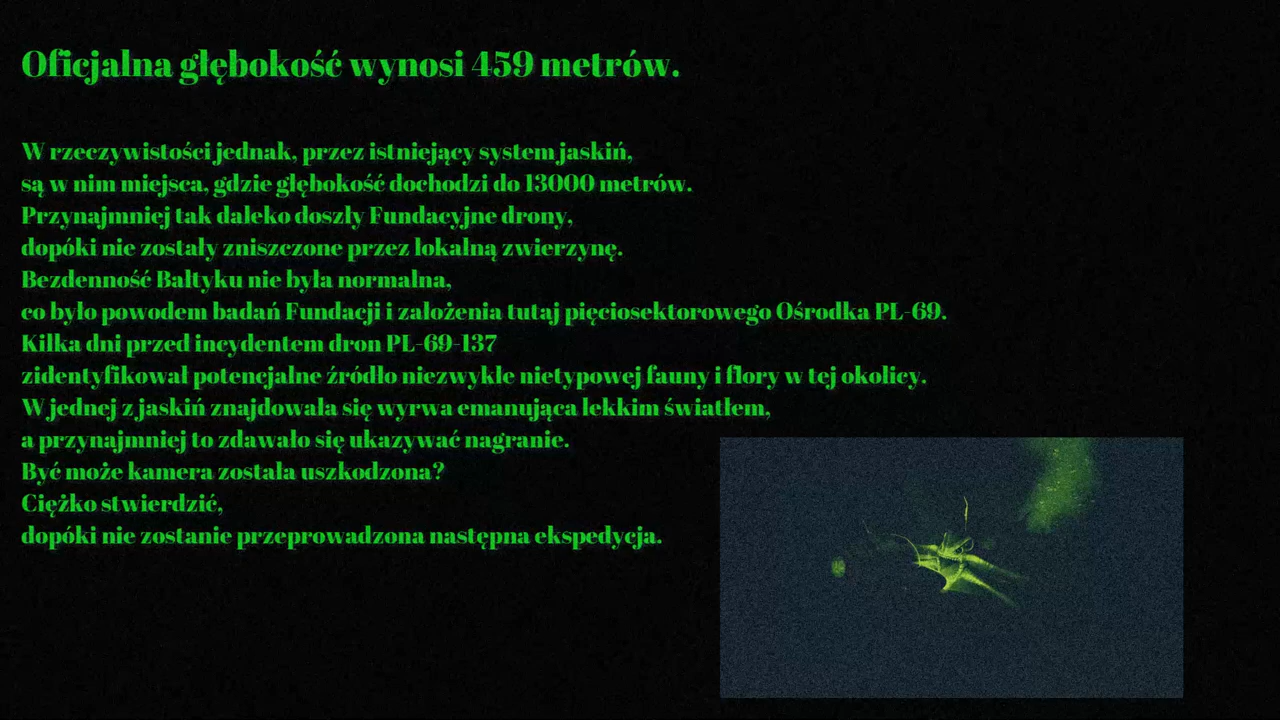 Oficjalna głębokość wynosi 459 metrów.
W rzeczywistości jednak, przez istniejący system jaskiń,
są w nim miejsca, gdzie głębokość dochodzi do 13000 metrów.
Przynajmniej tak daleko doszły Fundacyjne drony,
dopóki nie zostały zniszczone przez lokalną zwierzynę.
Bezdenność Bałtyku nie była normalna,
co było powodem badań Fundacji i założenia tutaj pięciosektorowego Ośrodka PL-69.
Kilka dni przed incydentem dron PL-69-137
zidentyfikował potencjalne źródło niezwykle nietypowej fauny i flory w tej okolicy.
W jednej z jaskiń znajdowała się wyrwa emanująca lekkim światłem,
a przynajmniej to zdawało się ukazywać nagranie.
Być może kamera została uszkodzona?
Ciężko stwierdzić,
dopóki nie zostanie przeprowadzona następna ekspedycja.